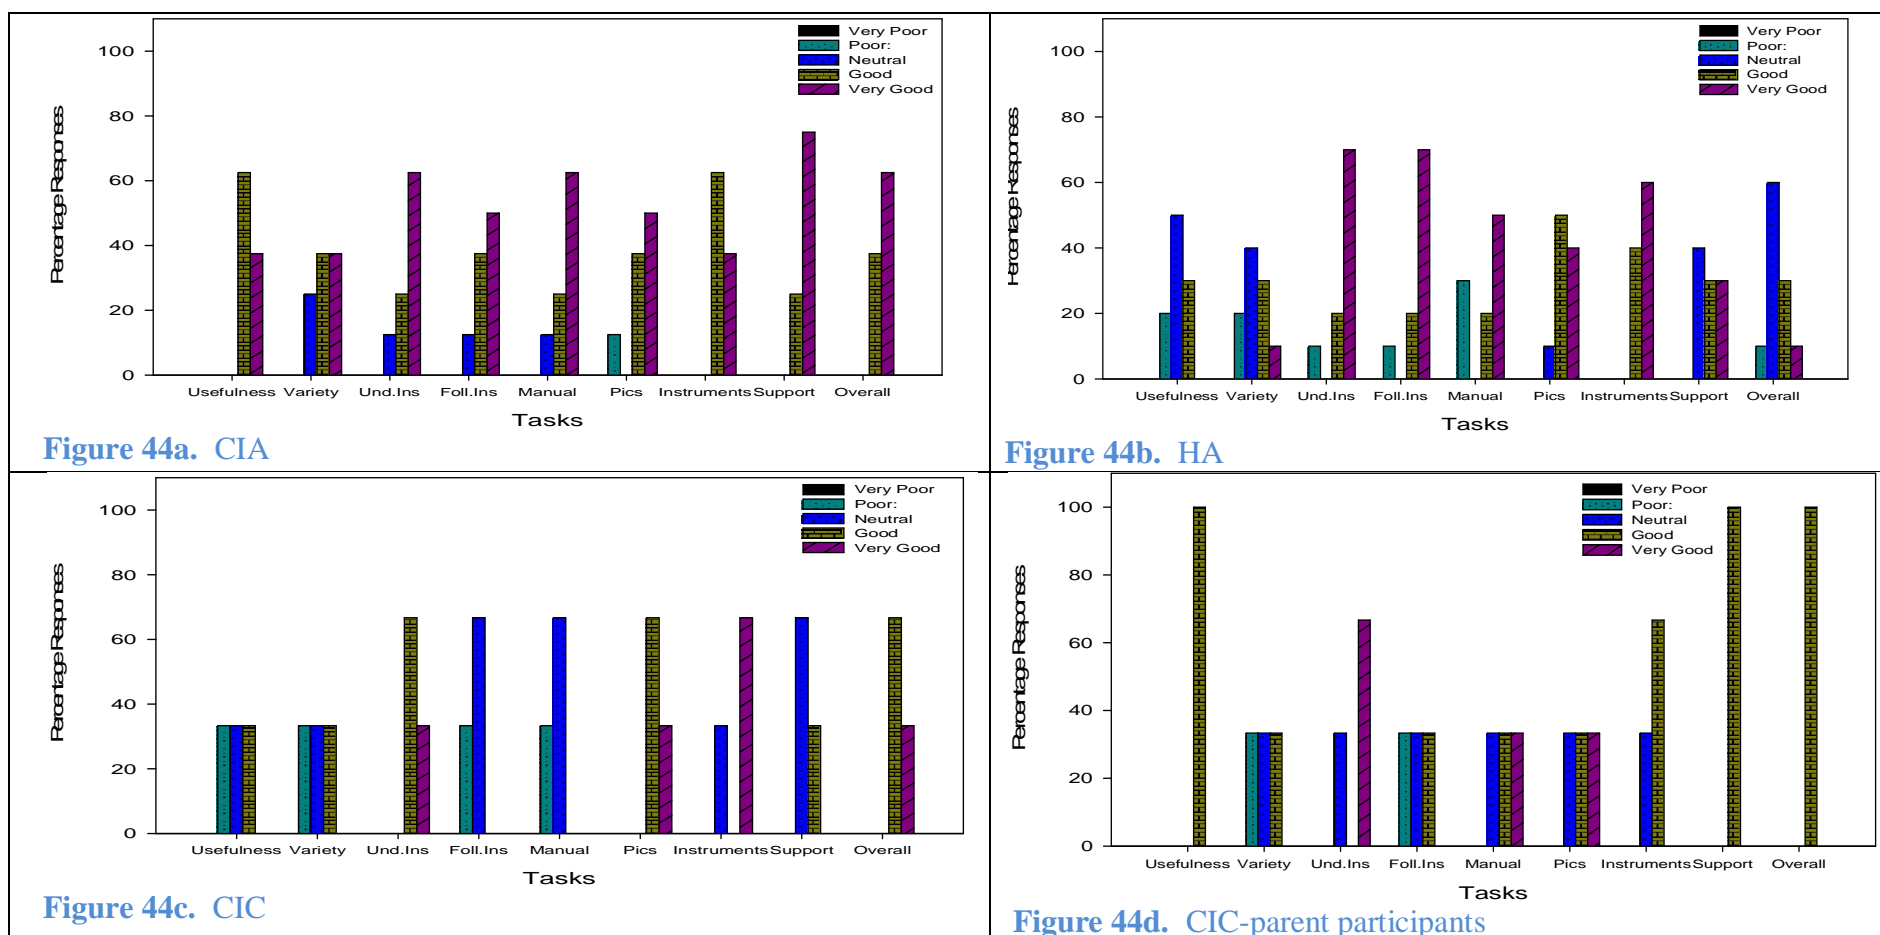 Very Poor
Poor:
Neutral
Good
Very Good
100
80
60
40
20
0
Percentage Responses
Usefulness Variety Und.Ins Foll.Ins Manual Pics Instruments Support Overall
Tasks
Figure 44a. CIA
Very Poor
Poor:
Neutral
Good
Very Good
100
80
60
40
20
0
Percentage Responses
Usefulness Variety Und.Ins Foll.Ins Manual Pics Instruments Support Overall
Tasks
Figure 44b. HA
Very Poor
Poor:
Neutral
Good
Very Good
100
80
60
40
20
0
Percentage Responses
Usefulness Variety Und.Ins Foll.Ins Manual Pics Instruments Support Overall
Tasks
Figure 44c. CIC
Very Poor
Poor:
Neutral
Good
Very Good
100
80
60
40
20
0
Percentage Responses
Usefulness Variety Und.Ins Foll.Ins Manual Pics Instruments Support Overall
Tasks
Figure 44d. CIC-parent participants